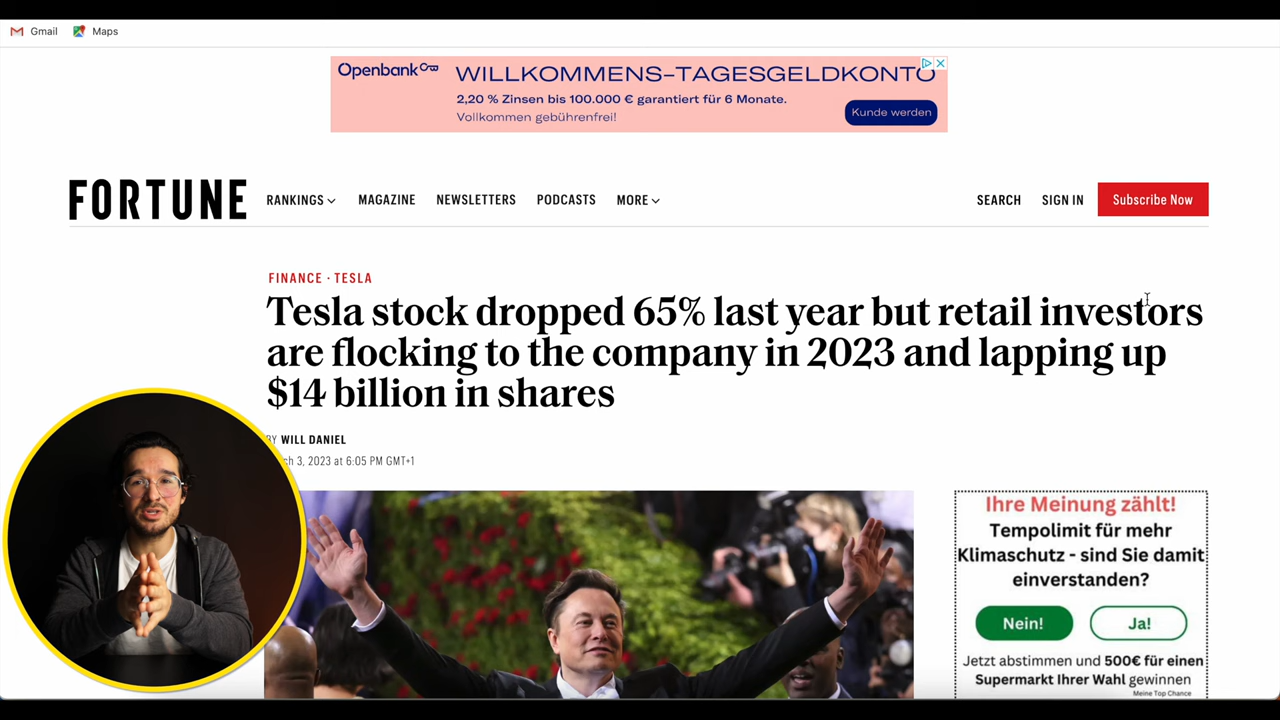 Gmail Maps
Openbank
WILLKOMMENS-TAGESGELDKONTO
2,20 % Zinsen bis 100.000 € garantiert für 6 Monate.
Vollkommen gebührenfrei!
Kunde werden
FORTUNE RANKINGS MAGAZINE NEWSLETTERS PODCASTS MORE SEARCH SIGN IN Subscribe Now
FINANCE · TESLA
Tesla stock dropped 65% last year but retail investors
are flocking to the company in 2023 and lapping up
$14 billion in shares
BY WILL DANIEL
3, 2023 at 6:05 PM GMT+1
Ihre Meinung zählt!
Tempolimit für mehr
Klimaschutz - sind Sie damit
einverstanden?
Nein! Ja!
Jetzt abstimmen und 500€ für einen
Supermarkt Ihrer Wahl gewinnen
Meine Top Chance